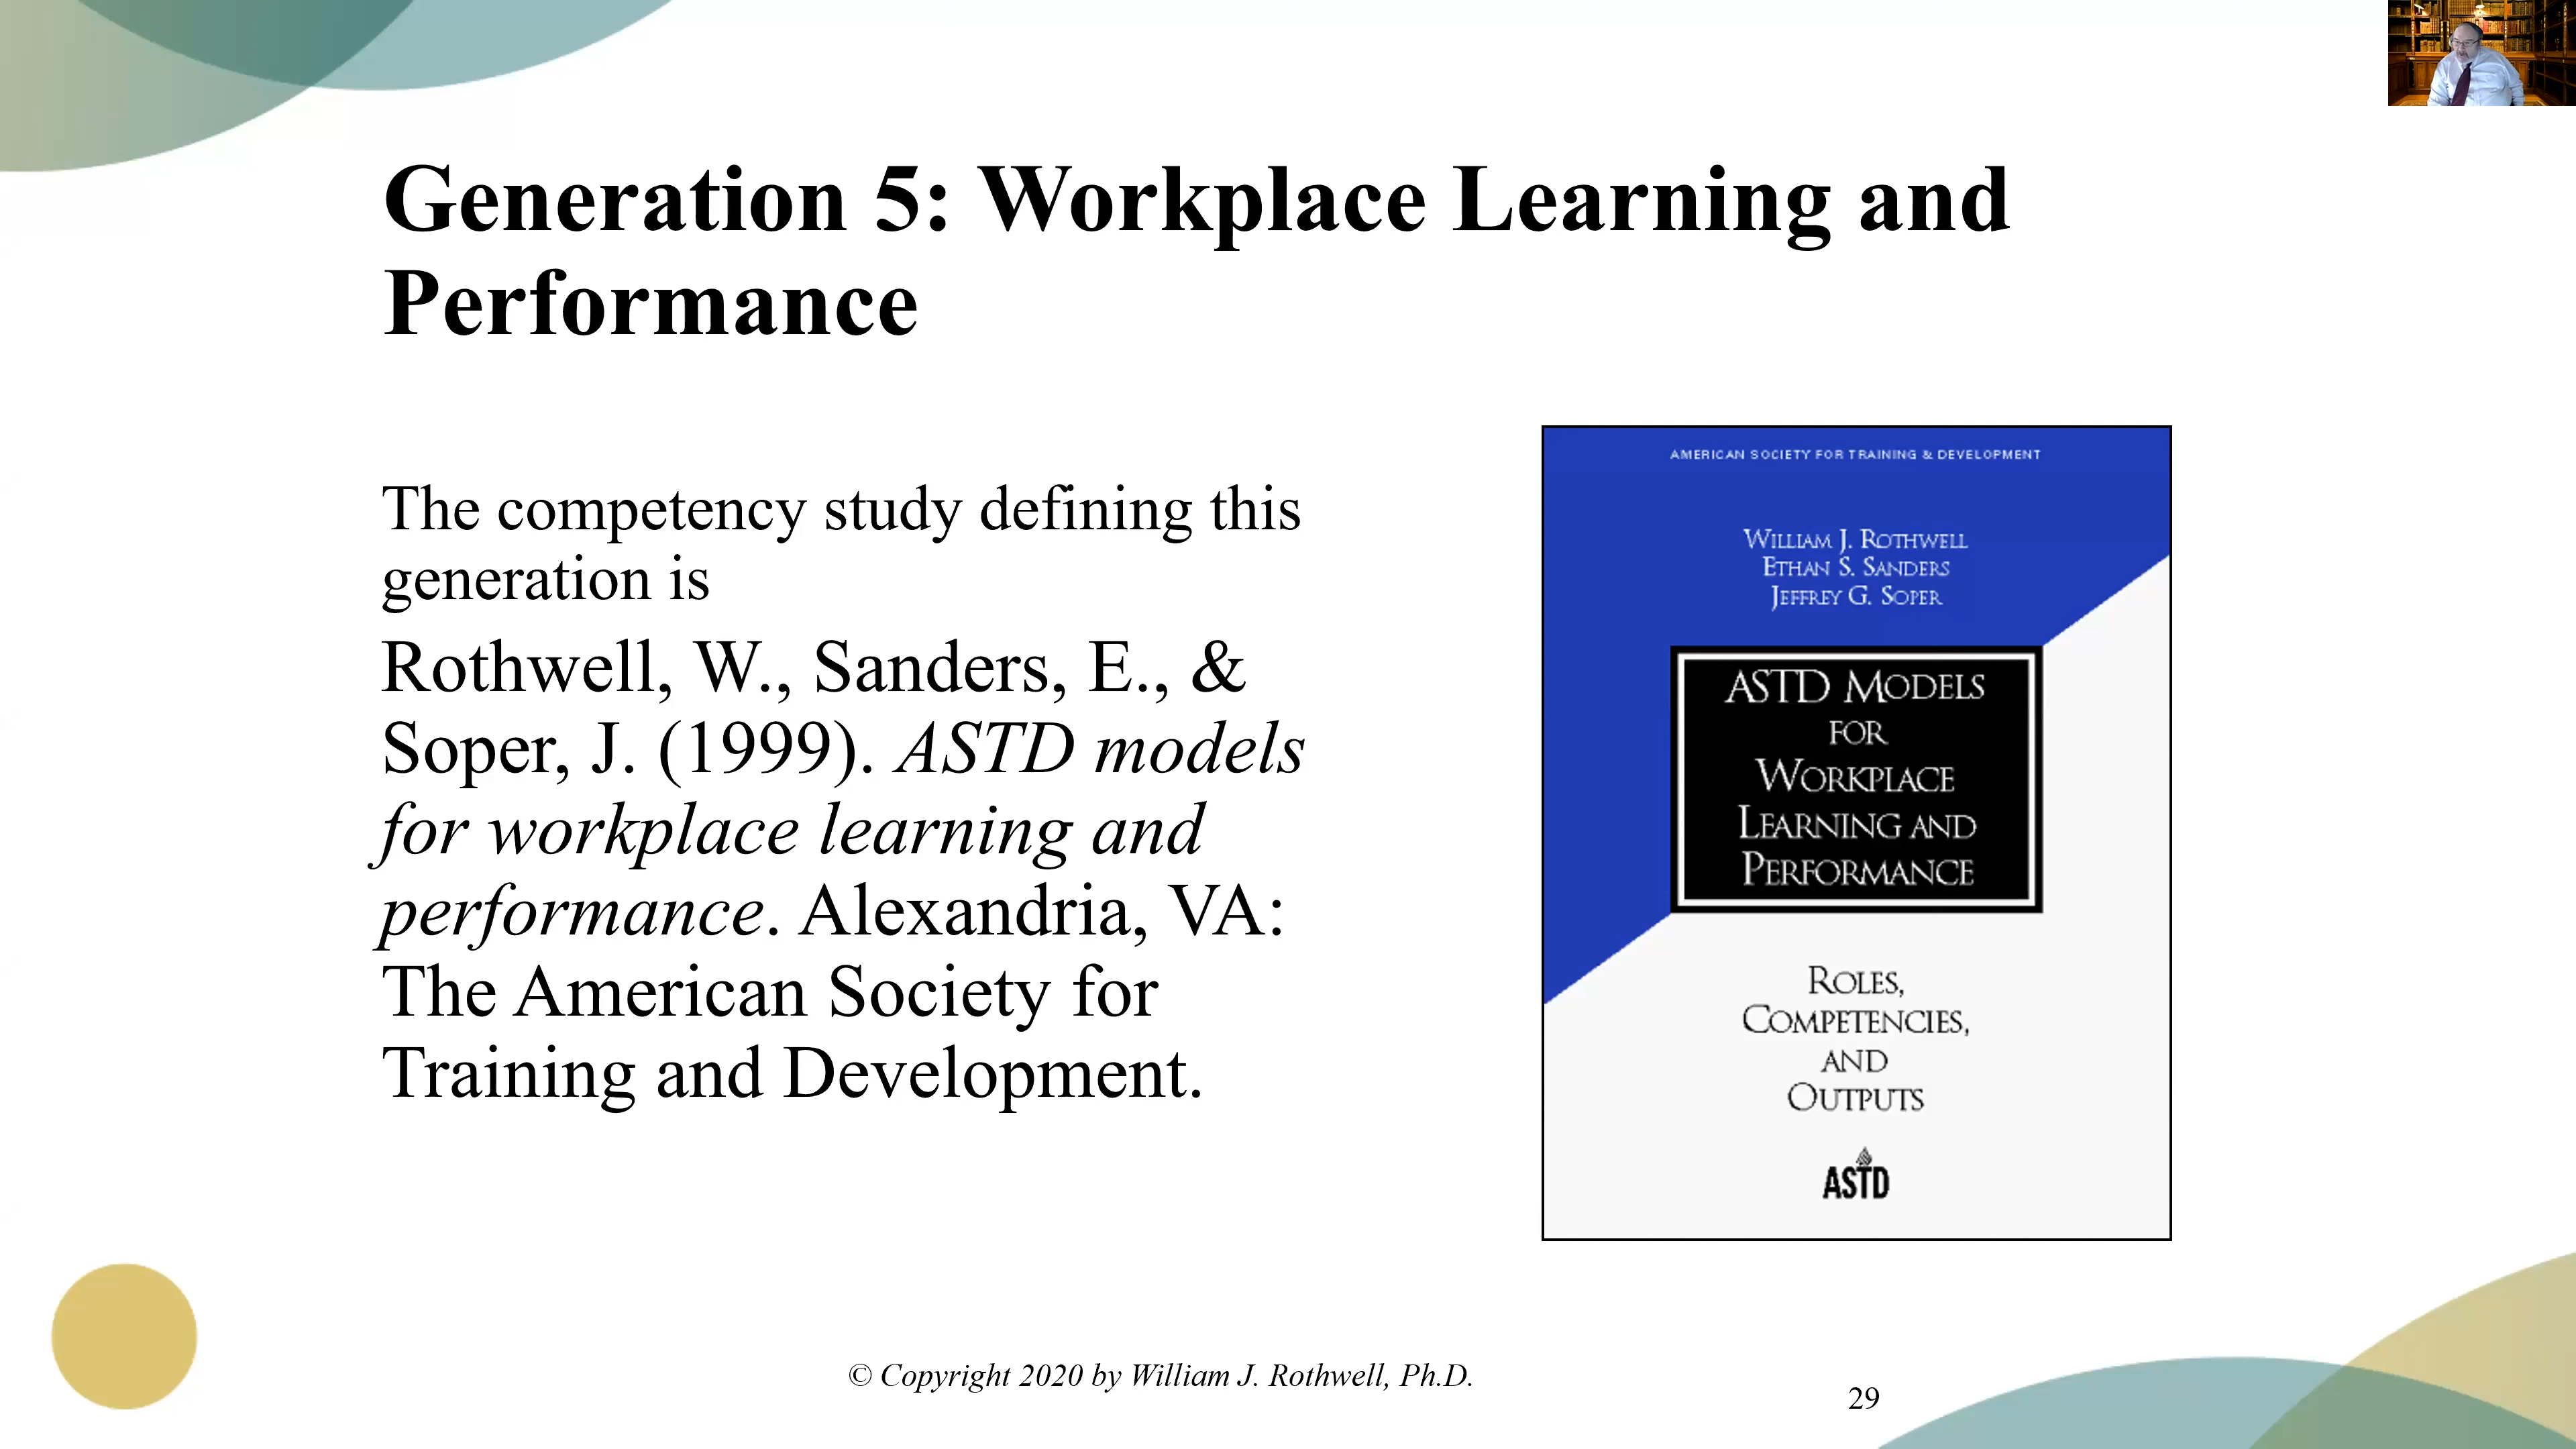 Generation 5: Workplace Learning and
Performance
The competency study defining this
generation is
Rothwell, W., Sanders, E., &
Soper, J. (1999). ASTD models
for workplace learning and
performance. Alexandria, VA:
The American Society for
Training and Development.
AMERICAN SOCIETY FOR TRAINING & DEVELOPMENT
WILLIAM J. ROTHWELL
ETHAN S. SANDERS
JEFFREY G. SOPER
ASTD MODELS
FOR
WORKPLACE
LEARNING AND
PERFORMANCE
ROLES,
COMPETENCIES,
AND
OUTPUTS
ASTD
© Copyright 2020 by William J. Rothwell, Ph.D.
29